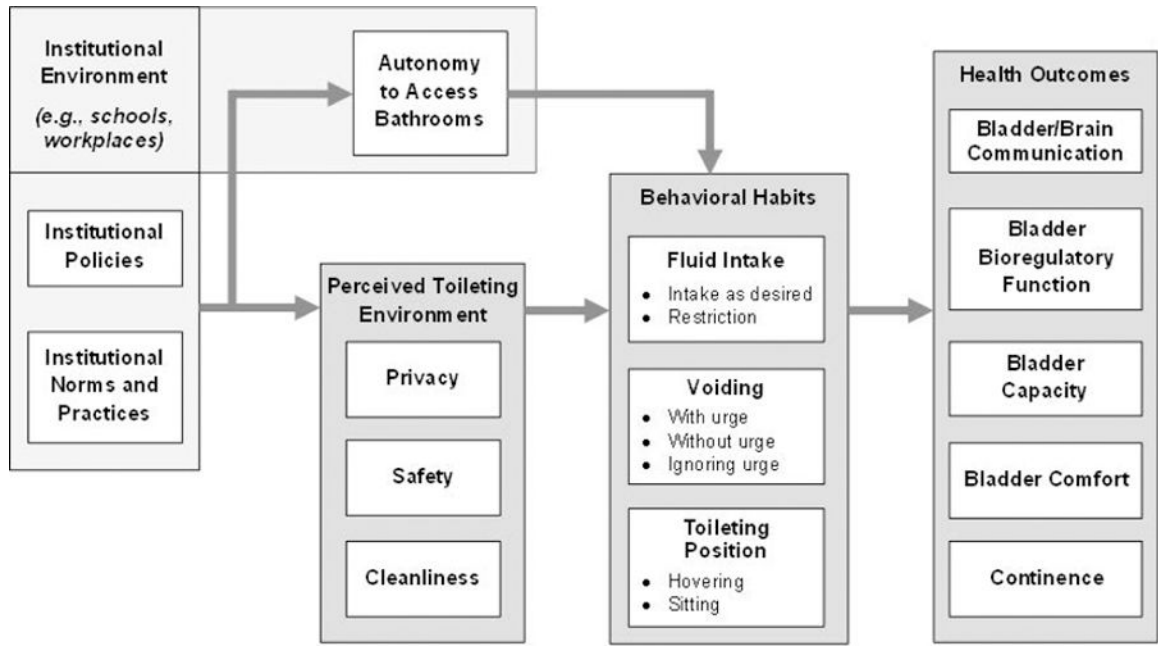 Institutional
Environment
(e.g., schools,
workplaces)
Institutional
Policies
Institutional
Norms and
Practices
Autonomy
to Access
Bathrooms
Perceived Toileting
Environment
Privacy
Safety
Cleanliness
Behavioral Habits
Fluid Intake
• Intake as desired
• Restriction
Voiding
• With urge
• Without urge
• Ignoring urge
Toileting
Position
• Hovering
• Sitting
Health Outcomes
Bladder/Brain
Communication
Bladder
Bioregulatory
Function
Bladder
Capacity
Bladder Comfort
Continence